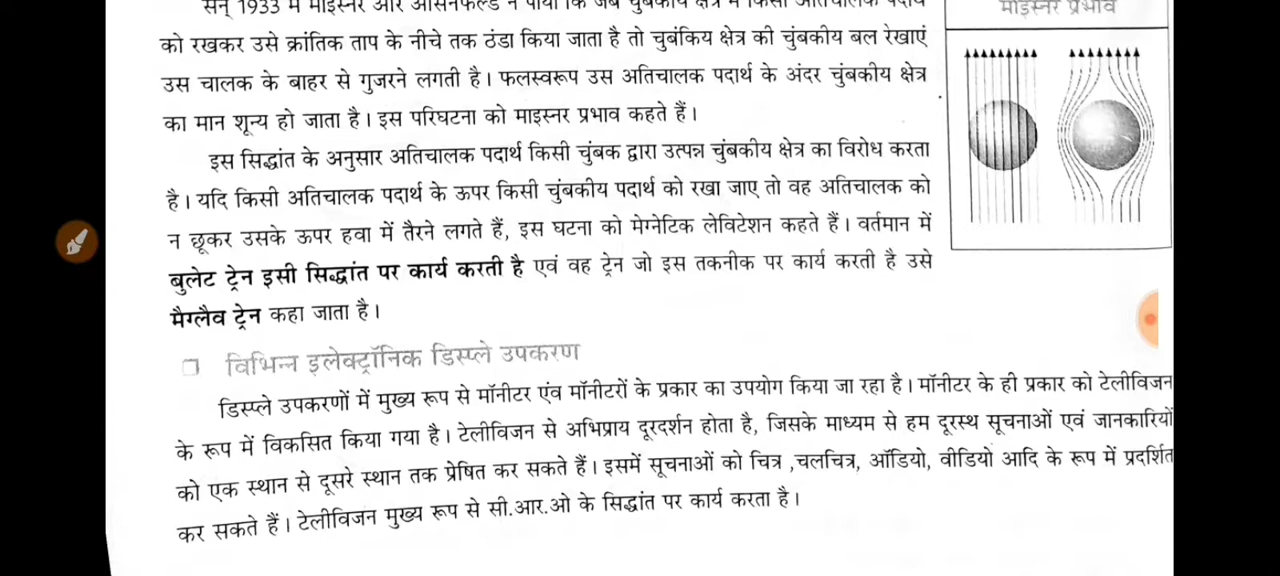 सन् 1933 में माइस्नर और ओसेनफेल्ड ने पाया कि जब चुंबकीय क्षेत्र में किसी अतिचालक पदार्थ
माइस्नर प्रभाव
को रखकर उसे क्रांतिक ताप के नीचे तक ठंडा किया जाता है तो चुबंकिय क्षेत्र की चुंबकीय बल रेखाएं
उस चालक के बाहर से गुजरने लगती है। फलस्वरूप उस अतिचालक पदार्थ के अंदर चुंबकीय क्षेत्र
का मान शून्य हो जाता है। इस परिघटना को माइस्नर प्रभाव कहते हैं।
इस सिद्धांत के अनुसार अतिचालक पदार्थ किसी चुंबक द्वारा उत्पन्न चुंबकीय क्षेत्र का विरोध करता
है। यदि किसी अतिचालक पदार्थ के ऊपर किसी चुंबकीय पदार्थ को रखा जाए तो वह अतिचालक को
न छूकर उसके ऊपर हवा में तैरने लगते हैं, इस घटना को मेग्नेटिक लेविटेशन कहते हैं। वर्तमान में
बुलेट ट्रेन इसी सिद्धांत पर कार्य करती है एवं वह ट्रेन जो इस तकनीक पर कार्य करती है उसे
मैग्लैव ट्रेन कहा जाता है।
विभिन्न इलेक्ट्रॉनिक डिस्प्ले उपकरण
डिस्प्ले उपकरणों में मुख्य रूप से मॉनीटर एंव मॉनीटरों के प्रकार का उपयोग किया जा रहा है। मॉनीटर के ही प्रकार को टेलीविजन
के रूप में विकसित किया गया है। टेलीविजन से अभिप्राय दूरदर्शन होता है, जिसके माध्यम से हम दूरस्थ सूचनाओं एवं जानकारियों
को एक स्थान से दूसरे स्थान तक प्रेषित कर सकते हैं। इसमें सूचनाओं को चित्र ,चलचित्र, ऑडियो, वीडियो आदि के रूप में प्रदर्शित
कर सकते हैं। टेलीविजन मुख्य रूप से सी.आर.ओ के सिद्धांत पर कार्य करता है।